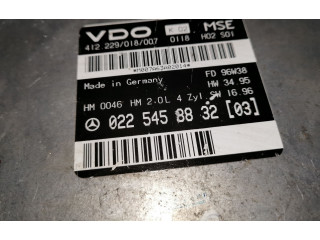 VDO K 02 MSE
412 229/018/007 0118 H02 S01
Made in Germany FD 96W38
HW 34.95
HM 0046 HM 2.0L 4 Zyl. SW 16.96
022 545 88 32 [03]